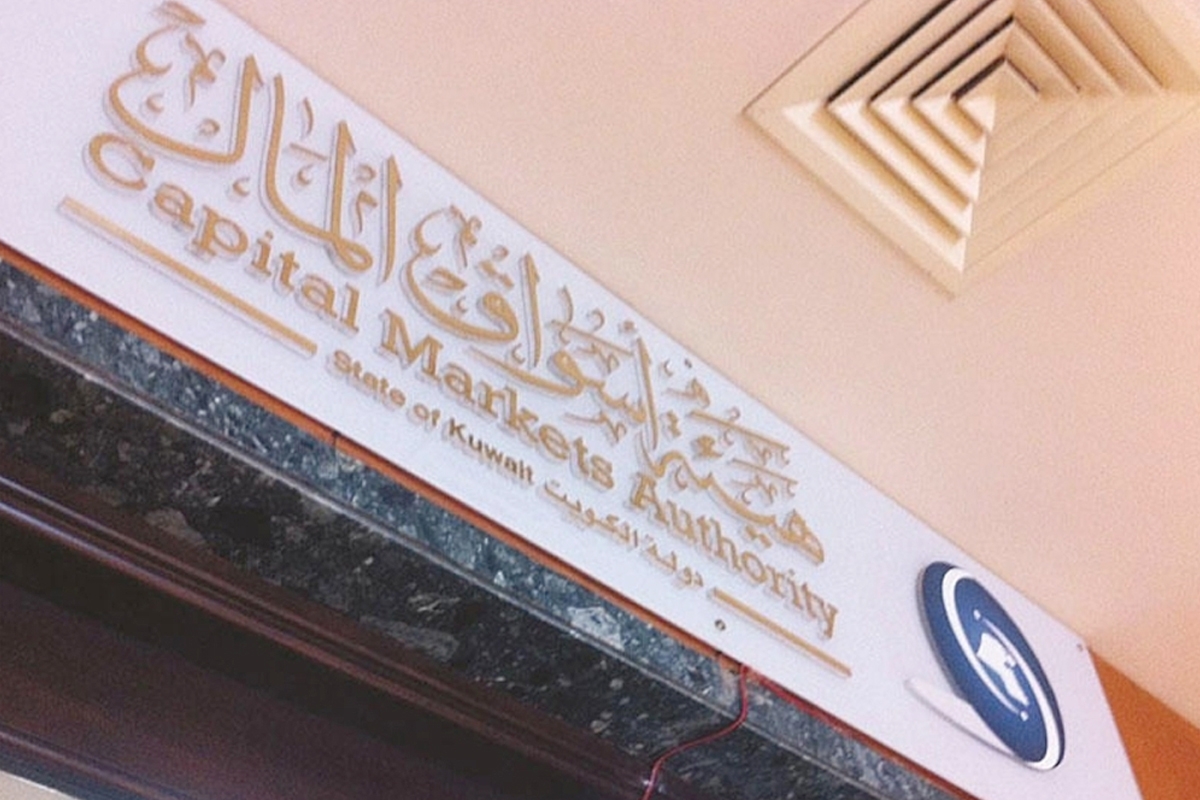 هيئة أسواق المال
Capital Markets Authority
State of Kuwait دولة الكويت